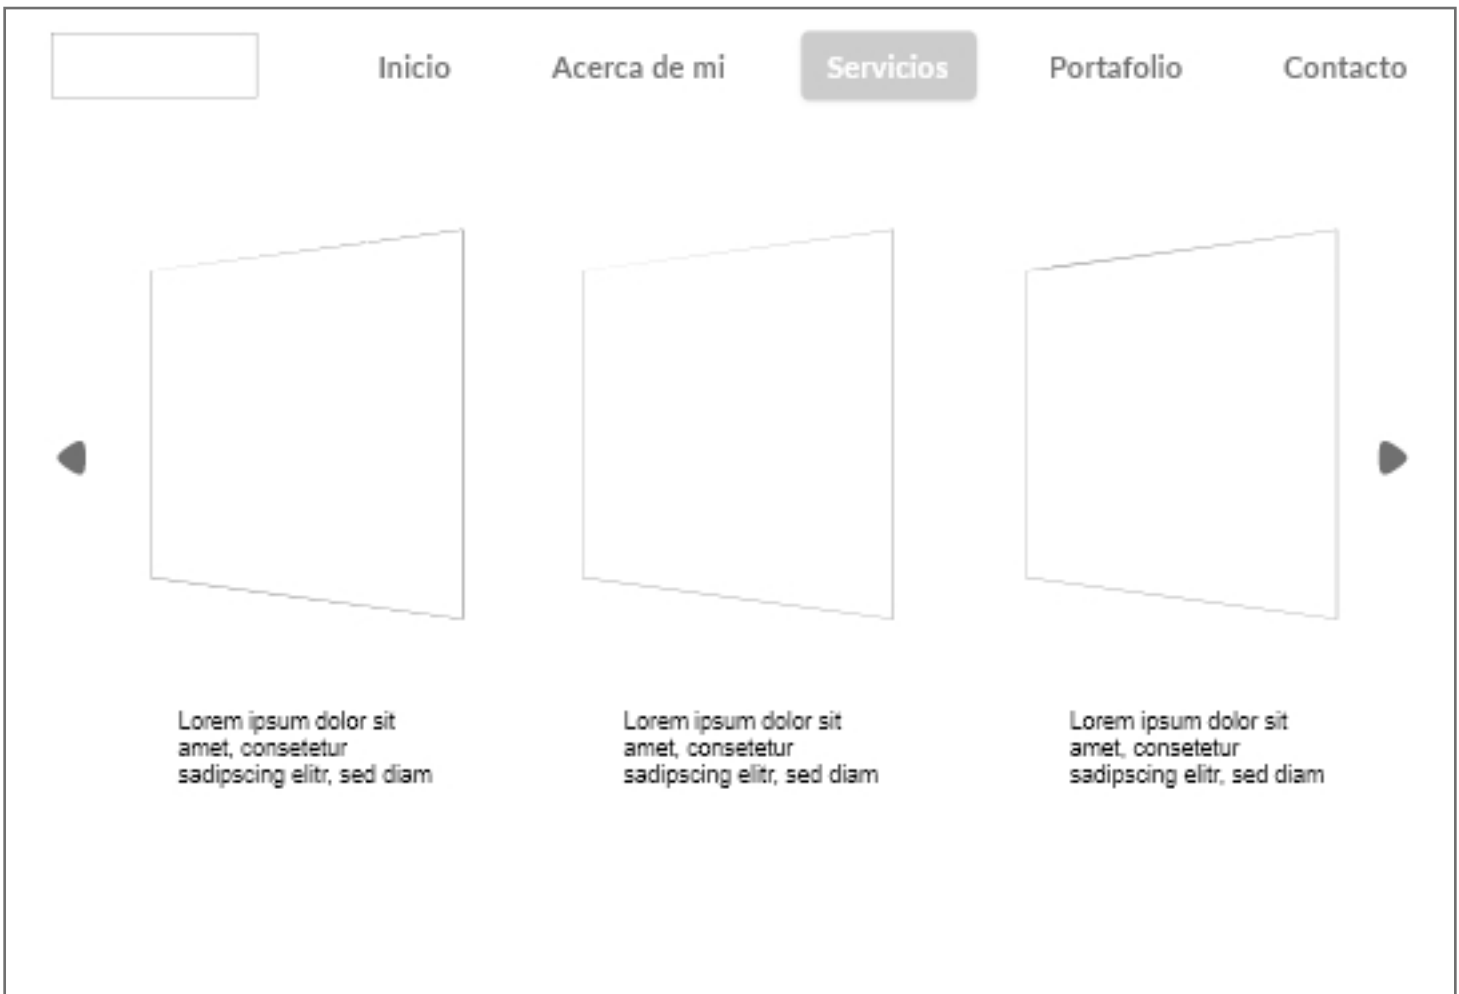 Inicio Acerca de mi Servicios Portafolio Contacto
Lorem ipsum dolor sit
amet, consetetur
sadipscing elitr, sed diam
Lorem ipsum dolor sit
amet, consetetur
sadipscing elitr, sed diam
Lorem ipsum dolor sit
amet, consetetur
sadipscing elitr, sed diam